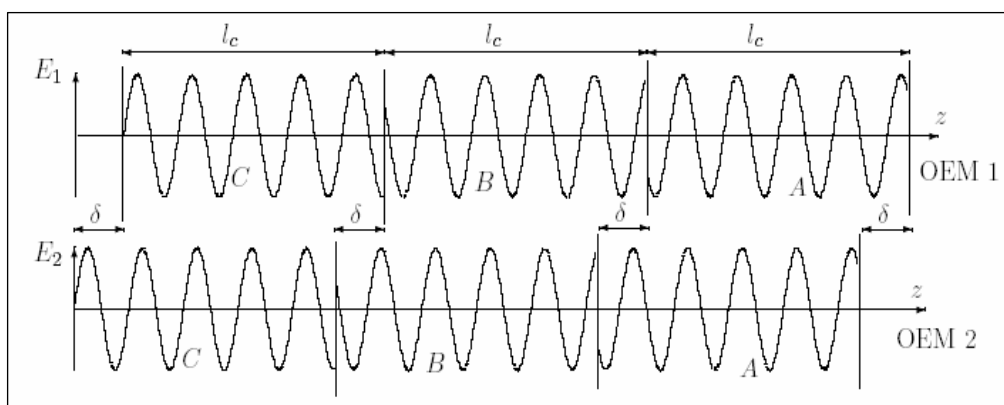 l_c l_c l_c
E_1
z
C B A OEM 1
δ δ δ δ
E_2
z
C B A OEM 2